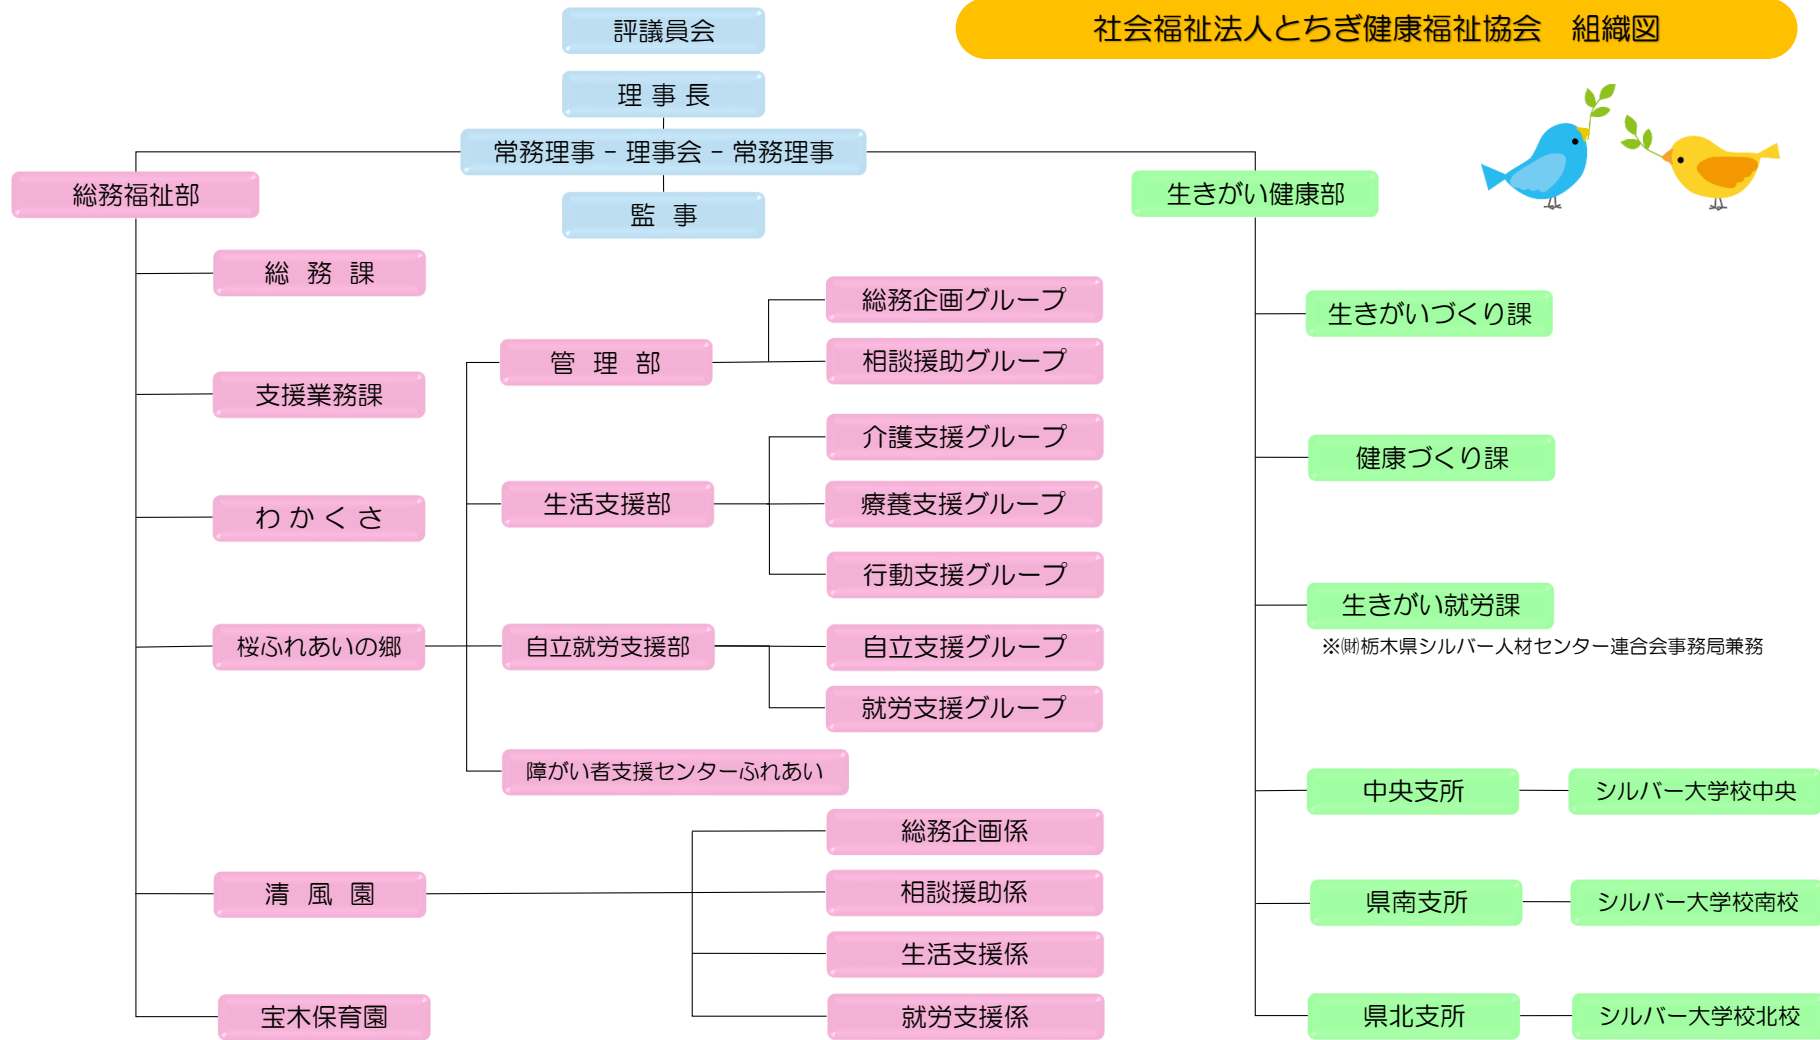 社会福祉法人とちぎ健康福祉協会　組織図
評議員会
理 事 長
常務理事 － 理事会 － 常務理事
監　事
総務福祉部
総　務　課
支援業務課
わ か く さ
桜ふれあいの郷
管　理　部
総務企画グループ
相談援助グループ
生活支援部
介護支援グループ
療養支援グループ
行動支援グループ
自立就労支援部
自立支援グループ
就労支援グループ
障がい者支援センターふれあい
清　風　園
総務企画係
相談援助係
生活支援係
就労支援係
宝木保育園
生きがい健康部
生きがいづくり課
健康づくり課
生きがい就労課
※㈶栃木県シルバー人材センター連合会事務局兼務
中央支所
シルバー大学校中央
県南支所
シルバー大学校南校
県北支所
シルバー大学校北校